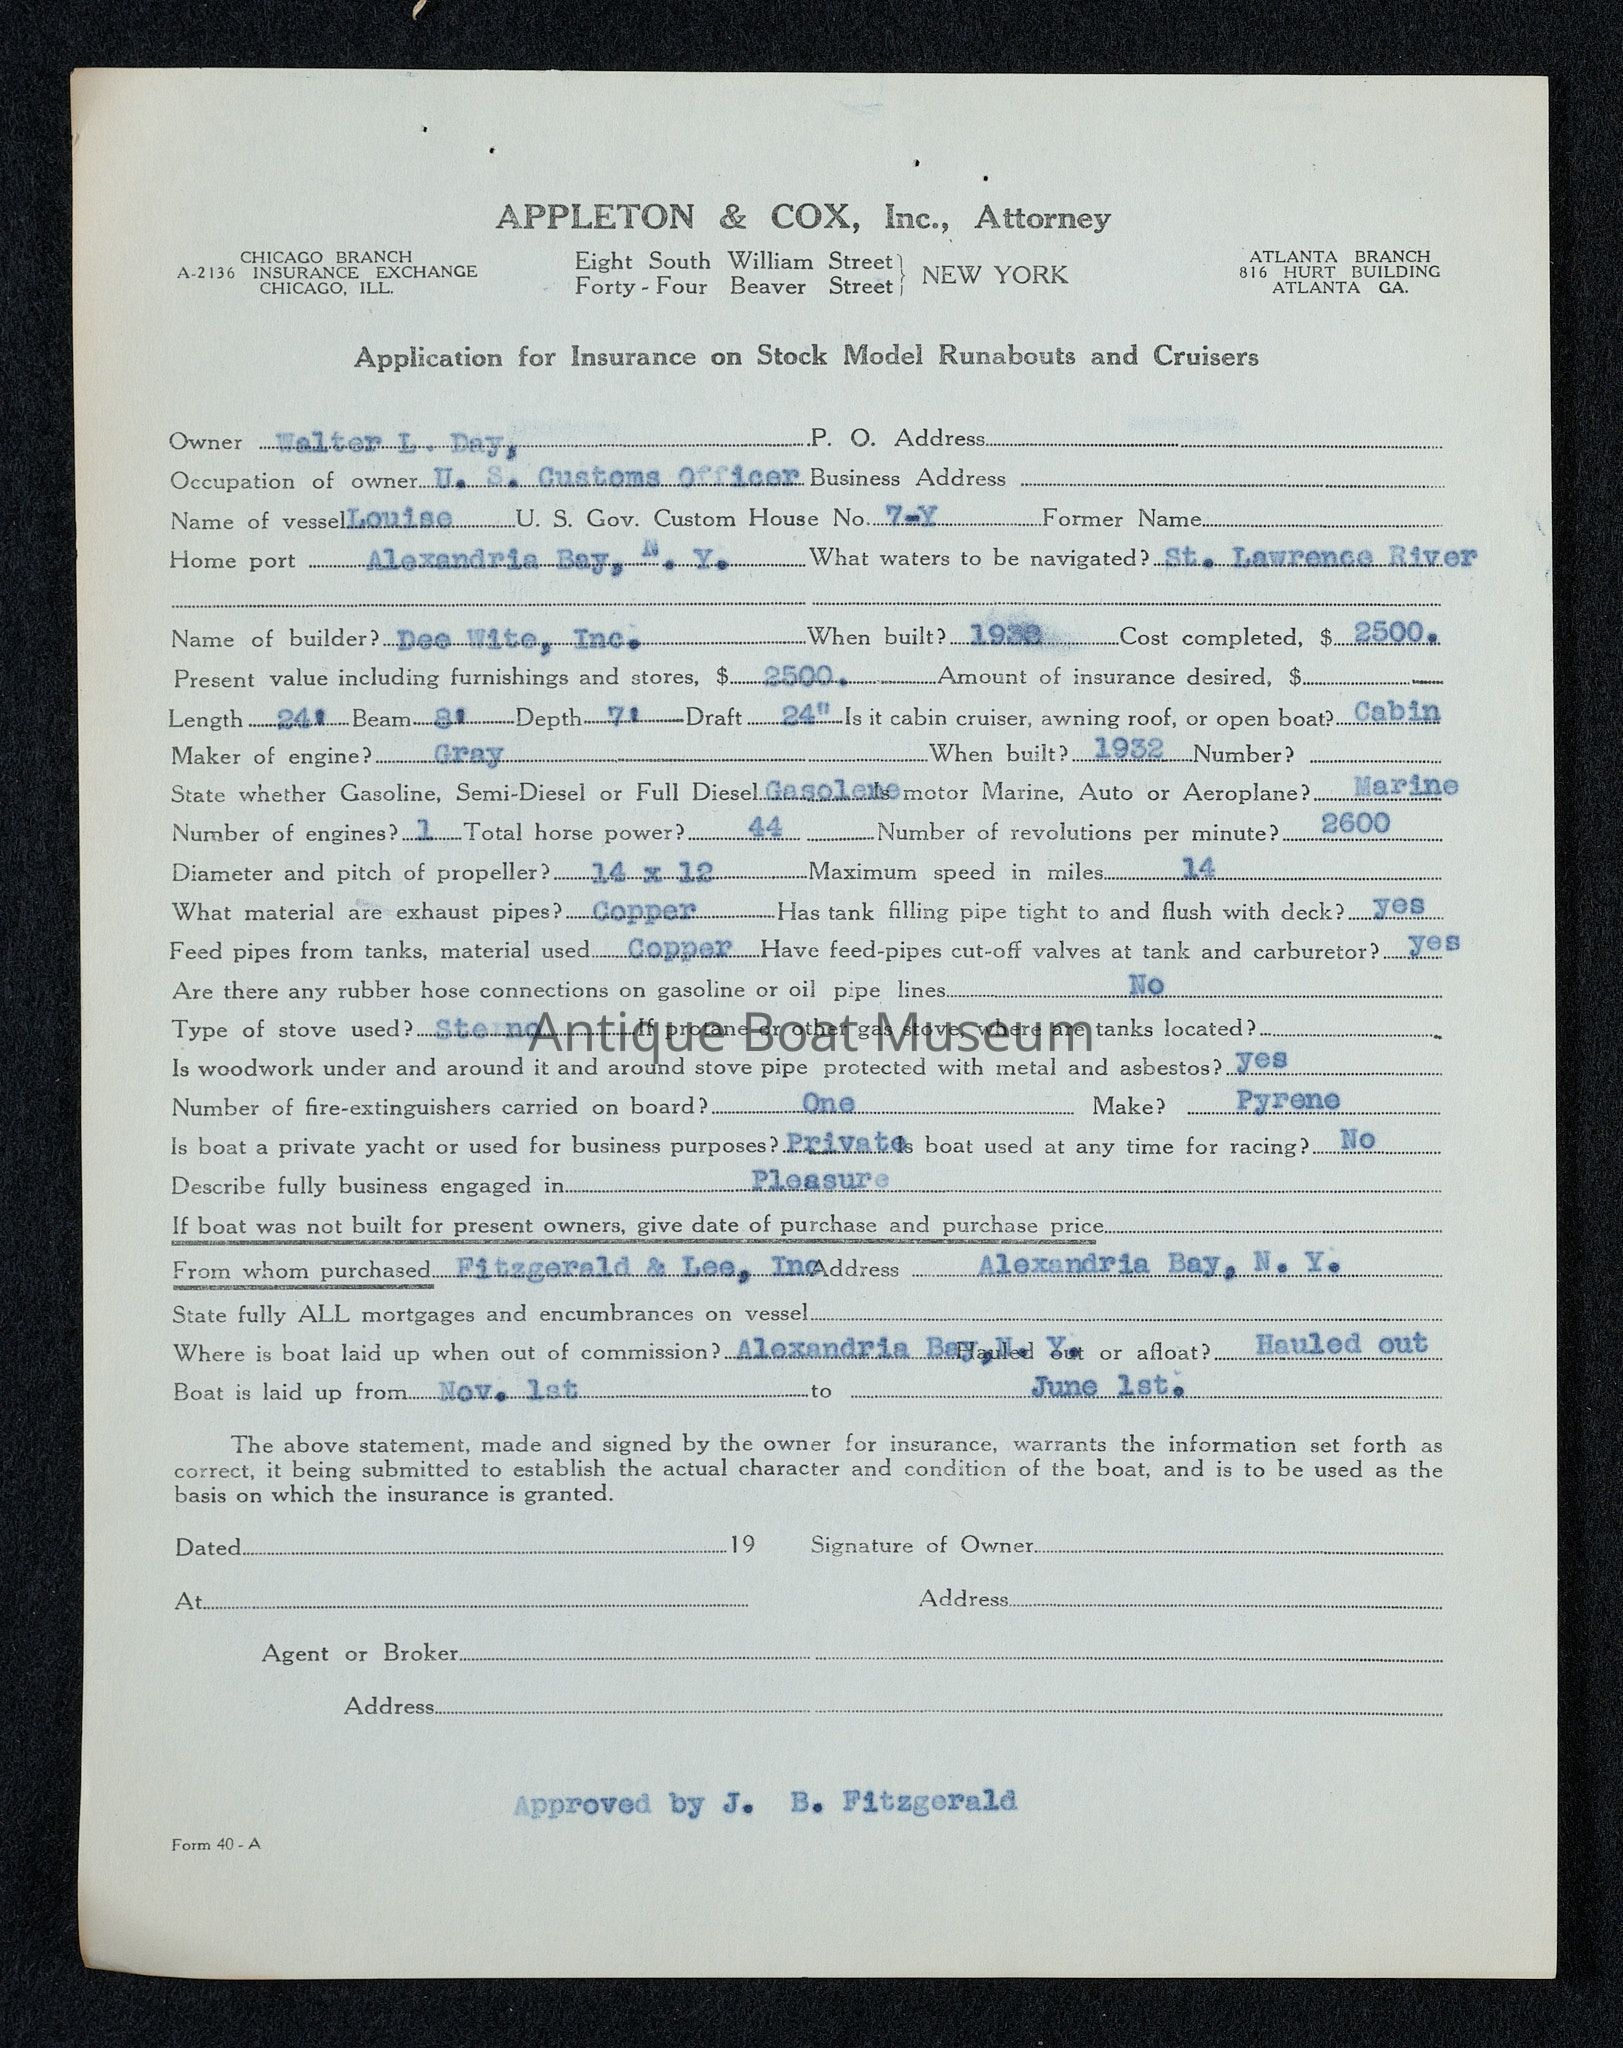 APPLETON & COX, Inc., Attorney
CHICAGO BRANCH
A-2136 INSURANCE EXCHANGE
CHICAGO, ILL.
Eight South William Street
Forty-Four Beaver Street
NEW YORK
ATLANTA BRANCH
816 HURT BUILDING
ATLANTA GA.
Application for Insurance on Stock Model Runabouts and Cruisers
Owner Walter L. Day, P. O. Address
Occupation of owner U. S. Customs Officer Business Address
Name of vessel Louise U. S. Gov. Custom House No. 7-Y Former Name
Home port Alexandria Bay, N. Y. What waters to be navigated? St. Lawrence River
Name of builder? Dee Wite, Inc. When built? Cost completed, $ 2500.
Present value including furnishings and stores, $ 2500. Amount of insurance desired, $
Length 24' Beam 8' Depth 7' Draft 24" Is it cabin cruiser, awning roof, or open boat? Cabin
Maker of engine? Gray When built? 1932 Number?
State whether Gasoline, Semi-Diesel or Full Diesel Gasolene Is motor Marine, Auto or Aeroplane? Marine
Number of engines? 1 Total horse power? 44 Number of revolutions per minute? 2600
Diameter and pitch of propeller? 14 x 12 Maximum speed in miles 14
What material are exhaust pipes? Copper Has tank filling pipe tight to and flush with deck? yes
Feed pipes from tanks, material used Copper Have feed-pipes cut-off valves at tank and carburetor? yes
Are there any rubber hose connections on gasoline or oil pipe lines No
Type of stove used? Sterno If protane or other gas stove, where are tanks located?
Antique Boat Museum
Is woodwork under and around it and around stove pipe protected with metal and asbestos? yes
Number of fire-extinguishers carried on board? One Make? Pyrene
Is boat a private yacht or used for business purposes? Private Is boat used at any time for racing? No
Describe fully business engaged in Pleasure
If boat was not built for present owners, give date of purchase and purchase price
From whom purchased Fitzgerald & Lee, Inc Address Alexandria Bay, N. Y.
State fully ALL mortgages and encumbrances on vessel
Where is boat laid up when out of commission? Alexandria Bay, N. Y. Hauled out or afloat? Hauled out
Boat is laid up from Nov. 1st to June 1st.
The above statement, made and signed by the owner for insurance, warrants the information set forth as
correct, it being submitted to establish the actual character and condition of the boat, and is to be used as the
basis on which the insurance is granted.
Dated 19 Signature of Owner
At Address
Agent or Broker
Address
Approved by J. B. Fitzgerald
Form 40-A